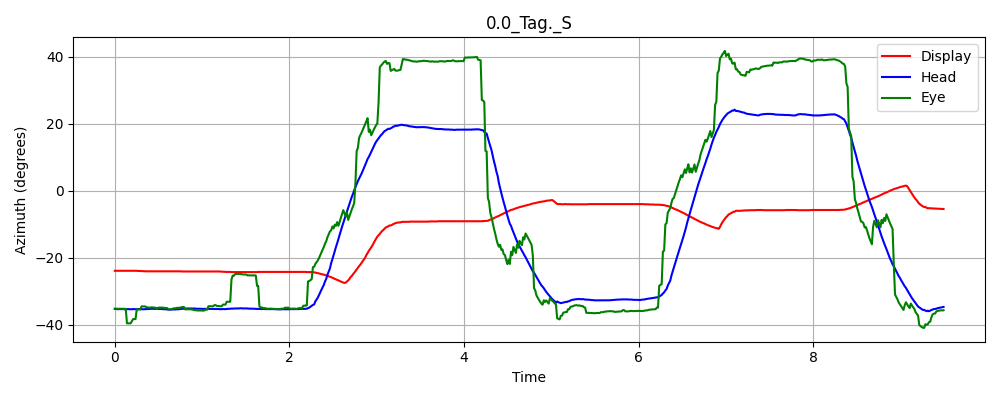 0.0_Tag._S
Azimuth (degrees)
40
20
0
−20
−40
Display
Head
Eye
0 2 4 6 8
Time